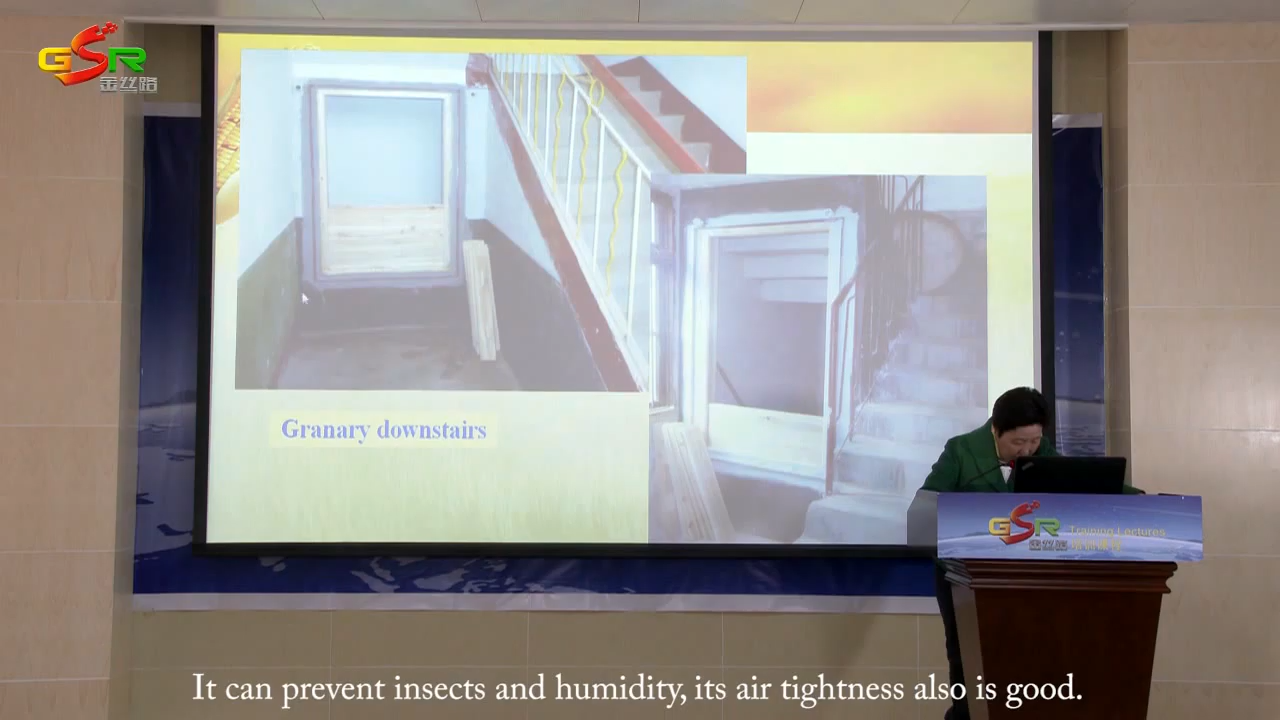 GSR
金丝路
Granary downstairs
GSR Training Lectures
金丝路
It can prevent insects and humidity, its air tightness also is good.